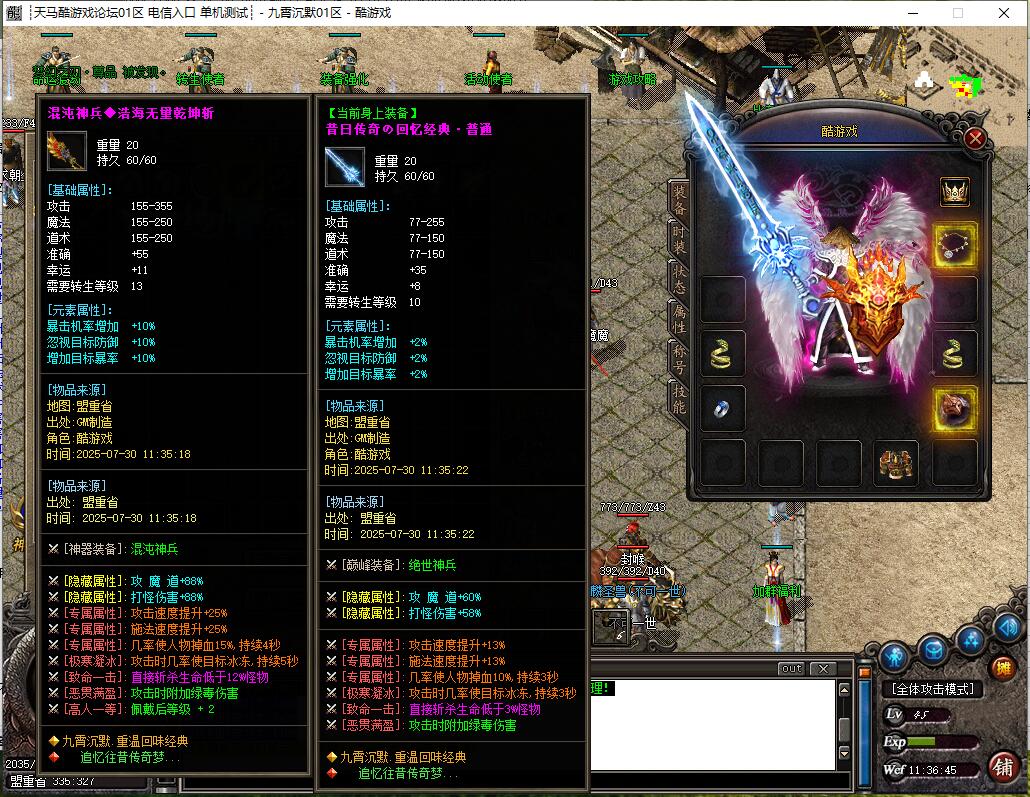 天马酷游戏论坛01区 电信入口 单机测试 - 九霄沉默01区 - 酷游戏
转生使者
装备强化
活动使者
游戏攻略
混沌神兵◆浩海无量乾坤斩
重量 20
持久 60/60
[基础属性]:
攻击 155-355
魔法 155-250
道术 155-250
准确 +55
幸运 +11
需要转生等级 13
[元素属性]:
暴击机率增加 +10%
忽视目标防御 +10%
增加目标暴率 +10%
[物品来源]
地图:盟重省
出处:GM制造
角色:酷游戏
时间:2025-07-30 11:35:18
[物品来源]
出处: 盟重省
时间: 2025-07-30 11:35:18
[神器装备]:混沌神兵
[隐藏属性]:攻 魔 道+88%
[隐藏属性]:打怪伤害+88%
[专属属性]:攻击速度提升+25%
[专属属性]:施法速度提升+25%
[专属属性]:几率使人物掉血15%,持续4秒
[极寒凝冰]:攻击时几率使目标冰冻,持续5秒
[致命一击]:直接斩杀生命低于12%怪物
[恶贯满盈]:攻击时附加绿毒伤害
[高人一等]:佩戴后等级 + 2
九霄沉默.重温回味经典
追忆往昔传奇梦...
【当前身上装备】
昔日传奇の回忆经典·普通
重量 20
持久 60/60
[基础属性]:
攻击 77-255
魔法 77-150
道术 77-150
准确 +35
幸运 +8
需要转生等级 10
[元素属性]:
暴击机率增加 +2%
忽视目标防御 +2%
增加目标暴率 +2%
[物品来源]
地图:盟重省
出处:GM制造
角色:酷游戏
时间:2025-07-30 11:35:22
[物品来源]
出处: 盟重省
时间: 2025-07-30 11:35:22
[巅峰装备]:绝世神兵
[隐藏属性]:攻 魔 道+60%
[隐藏属性]:打怪伤害+58%
[专属属性]:攻击速度提升+13%
[专属属性]:施法速度提升+13%
[专属属性]:几率使人物掉血10%,持续3秒
[极寒凝冰]:攻击时几率使目标冰冻,持续3秒
[致命一击]:直接斩杀生命低于3%怪物
[恶贯满盈]:攻击时附加绿毒伤害
九霄沉默.重温回味经典
追忆往昔传奇梦...
酷游戏
装备
时装
状态
属性
称号
技能
/D43
773/773/Z43
封喉
392/392/D40
加群福利
out
理!
[全体攻击模式]
摊
Lv 45
Exp
Wef 11:36:45
铺
2035/
盟重省 335:327